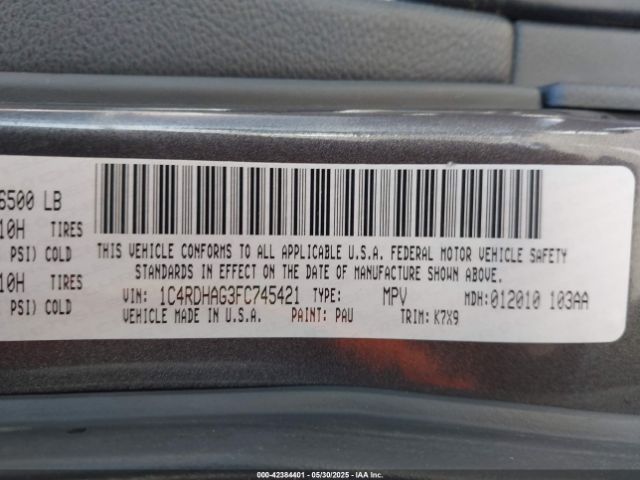 6500 LB
10H TIRES
PSI) COLD
10H TIRES
PSI) COLD
THIS VEHICLE CONFORMS TO ALL APPLICABLE U.S.A. FEDERAL MOTOR VEHICLE SAFETY
STANDARDS IN EFFECT ON THE DATE OF MANUFACTURE SHOWN ABOVE.
VIN: 1C4RDHAG3FC745421 TYPE: MPV MDH:012010 103AA
VEHICLE MADE IN U.S.A. PAINT: PAU TRIM: K7X9
000-42384401 - 05/30/2025 - IAA Inc.